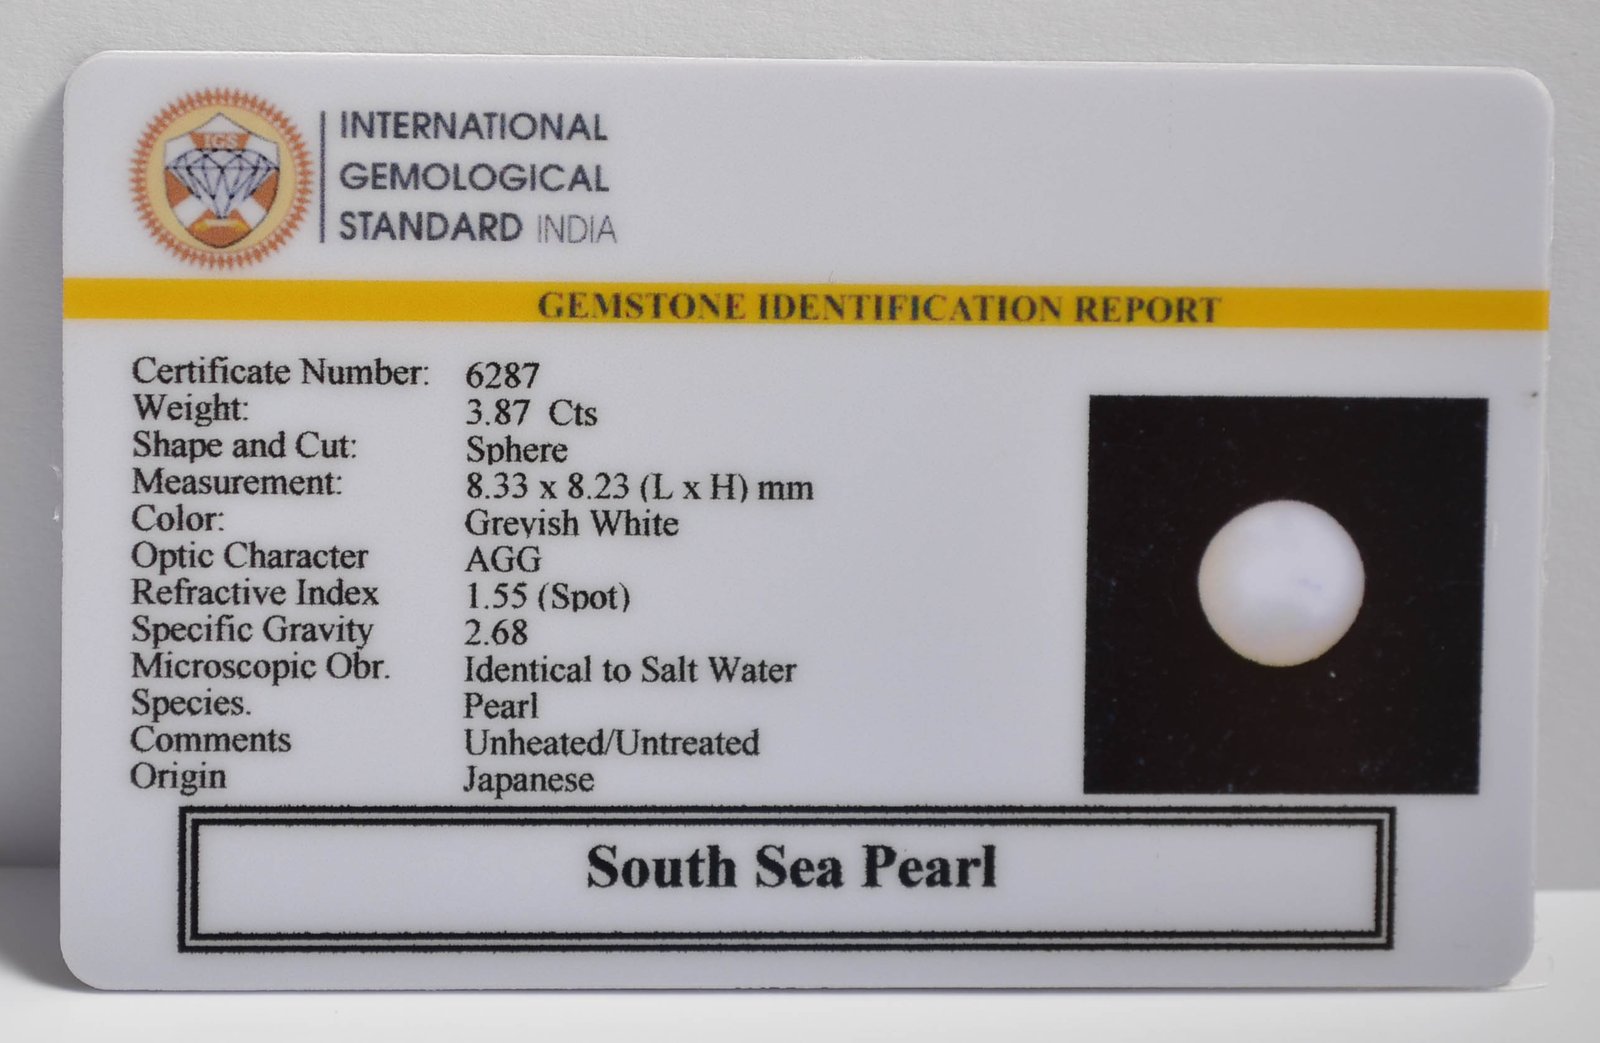 IGS
INTERNATIONAL
GEMOLOGICAL
STANDARD INDIA
GEMSTONE IDENTIFICATION REPORT
Certificate Number: 6287
Weight: 3.87 Cts
Shape and Cut: Sphere
Measurement: 8.33 x 8.23 (L x H) mm
Color: Greyish White
Optic Character AGG
Refractive Index 1.55 (Spot)
Specific Gravity 2.68
Microscopic Obr. Identical to Salt Water
Species. Pearl
Comments Unheated/Untreated
Origin Japanese
South Sea Pearl